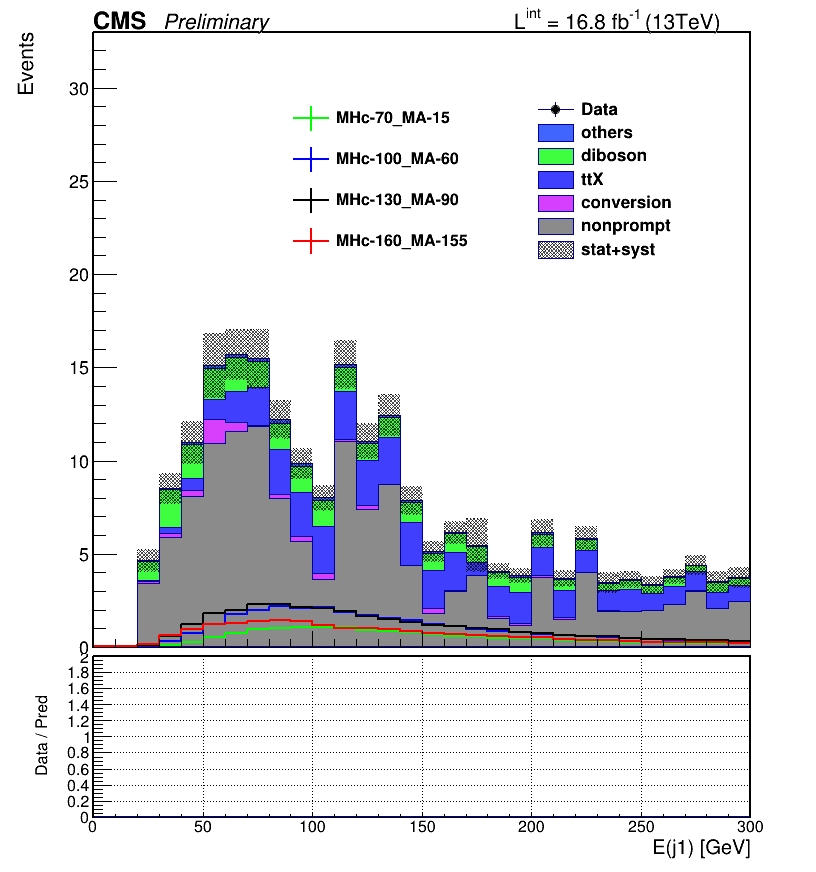 CMS Preliminary L^int = 16.8 fb^-1 (13TeV)
Events
30
25
20
15
10
5
0
MHc-70_MA-15
MHc-100_MA-60
MHc-130_MA-90
MHc-160_MA-155
Data
others
diboson
ttX
conversion
nonprompt
stat+syst
Data / Pred
2
1.8
1.6
1.4
1.2
1
0.8
0.6
0.4
0.2
0
0 50 100 150 200 250 300
E(j1) [GeV]